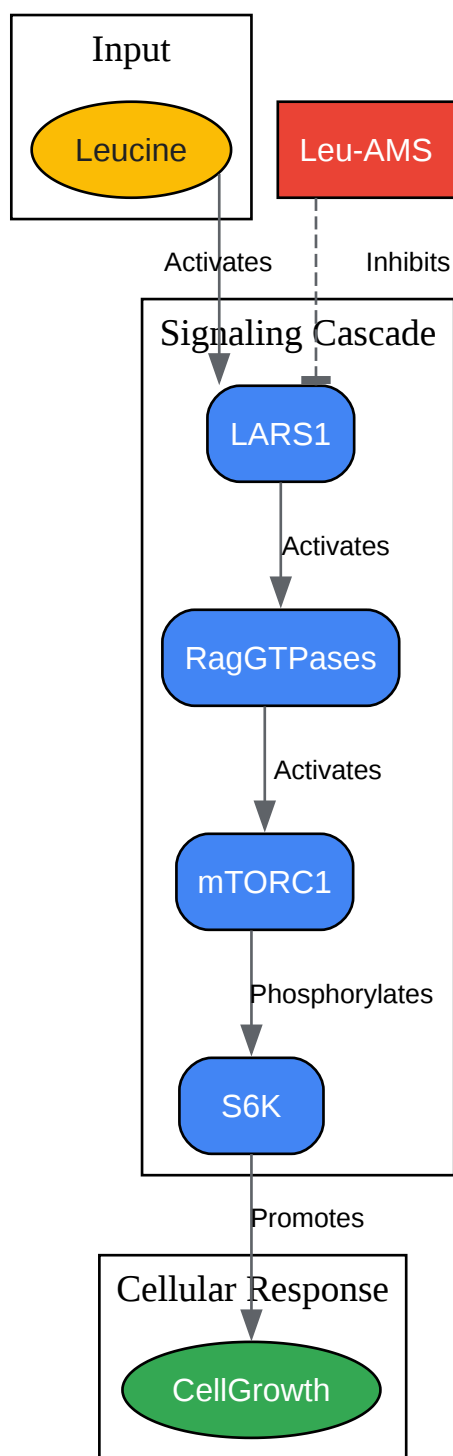 Input
Leucine
Leu-AMS
Activates
Inhibits
Signaling Cascade
LARS1
Activates
RagGTPases
Activates
mTORC1
Phosphorylates
S6K
Promotes
Cellular Response
CellGrowth